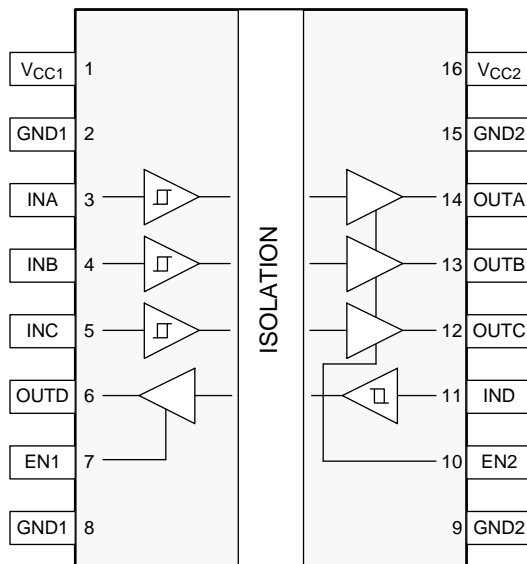 VCC1 1 16 VCC2
GND1 2 15 GND2
INA 3 14 OUTA
INB 4 13 OUTB
INC 5 12 OUTC
OUTD 6 11 IND
EN1 7 10 EN2
GND1 8 9 GND2
ISOLATION